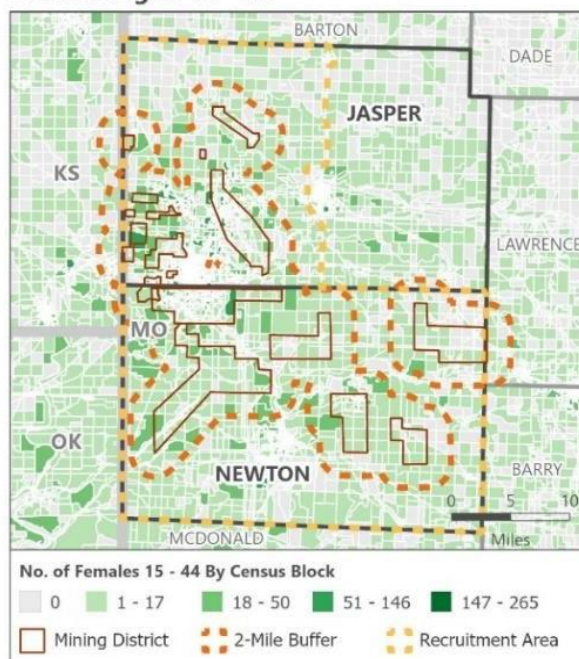 BARTON
DADE
JASPER
KS
LAWRENCE
MO
OK
NEWTON
BARRY
0 5 10
Miles
MCDONALD
No. of Females 15 - 44 By Census Block
0 1 - 17 18 - 50 51 - 146 147 - 265
Mining District 2-Mile Buffer Recruitment Area